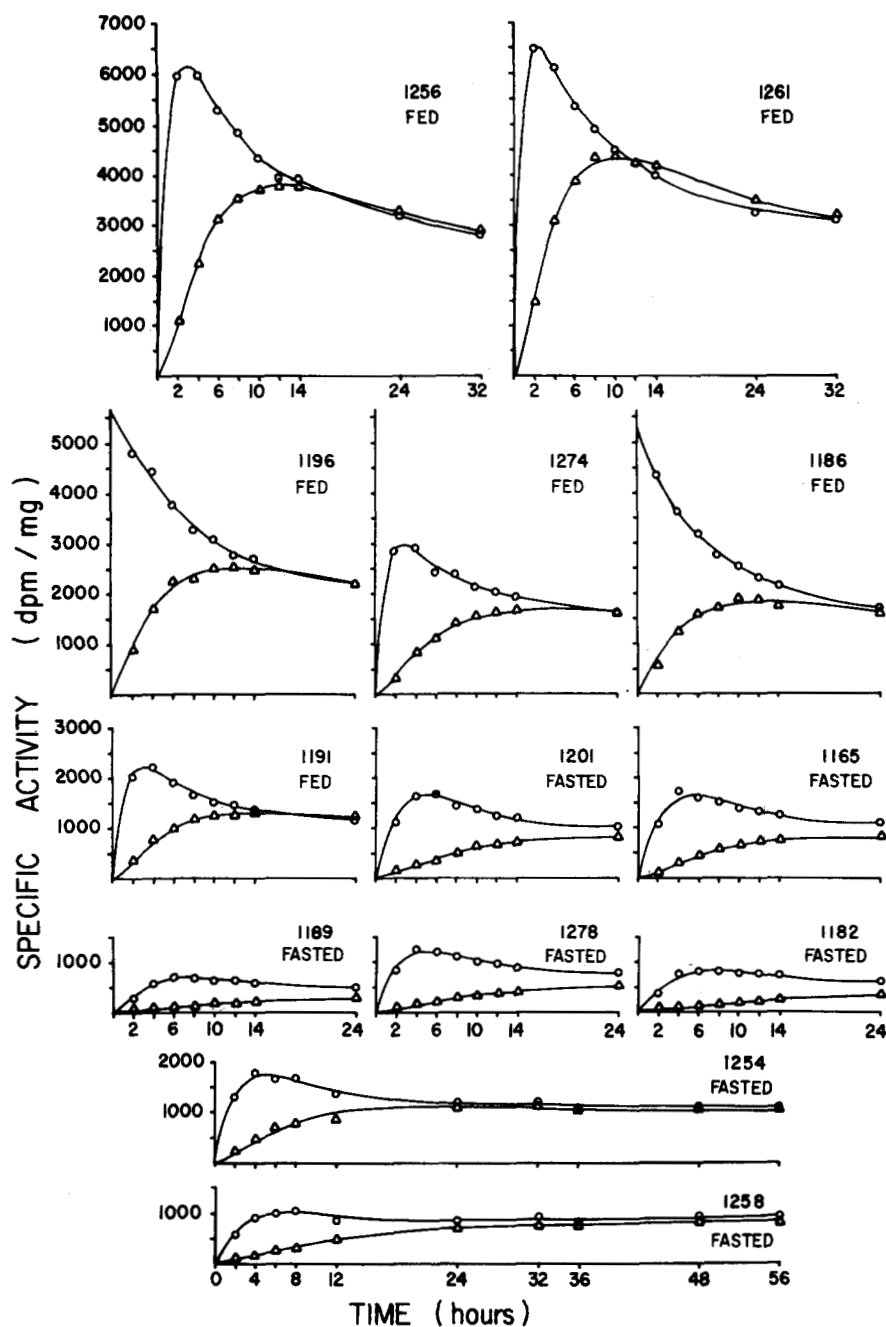 7000
6000
5000
4000
3000
2000
1000
1256
FED
1261
FED
2 6 10 14 24 32
2 6 10 14 24 32
5000
4000
3000
2000
1000
1196
FED
1274
FED
1186
FED
3000
2000
1000
1191
FED
1201
FASTED
1165
FASTED
1000
1189
FASTED
1278
FASTED
1182
FASTED
2 6 10 14 24
2 6 10 14 24
2 6 10 14 24
2000
1000
1254
FASTED
1000
1258
FASTED
0 4 8 12 24 32 36 48 56
SPECIFIC ACTIVITY (dpm / mg)
TIME (hours)